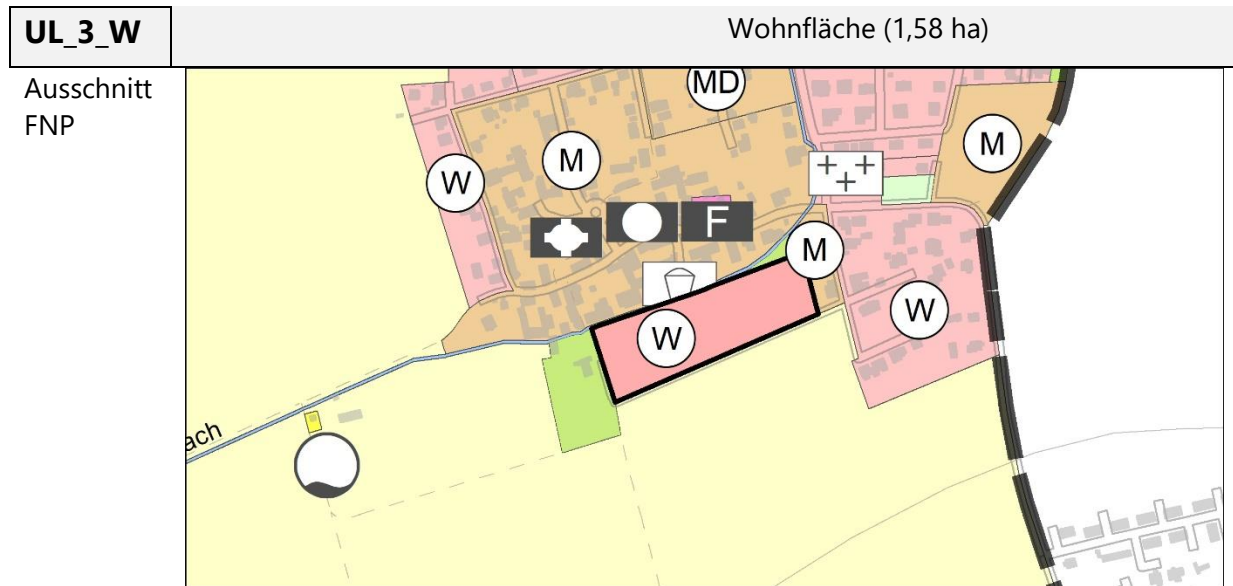 UL_3_W
Wohnfläche (1,58 ha)
Ausschnitt
FNP
MD
M
M
W
F
M
W
W
ach